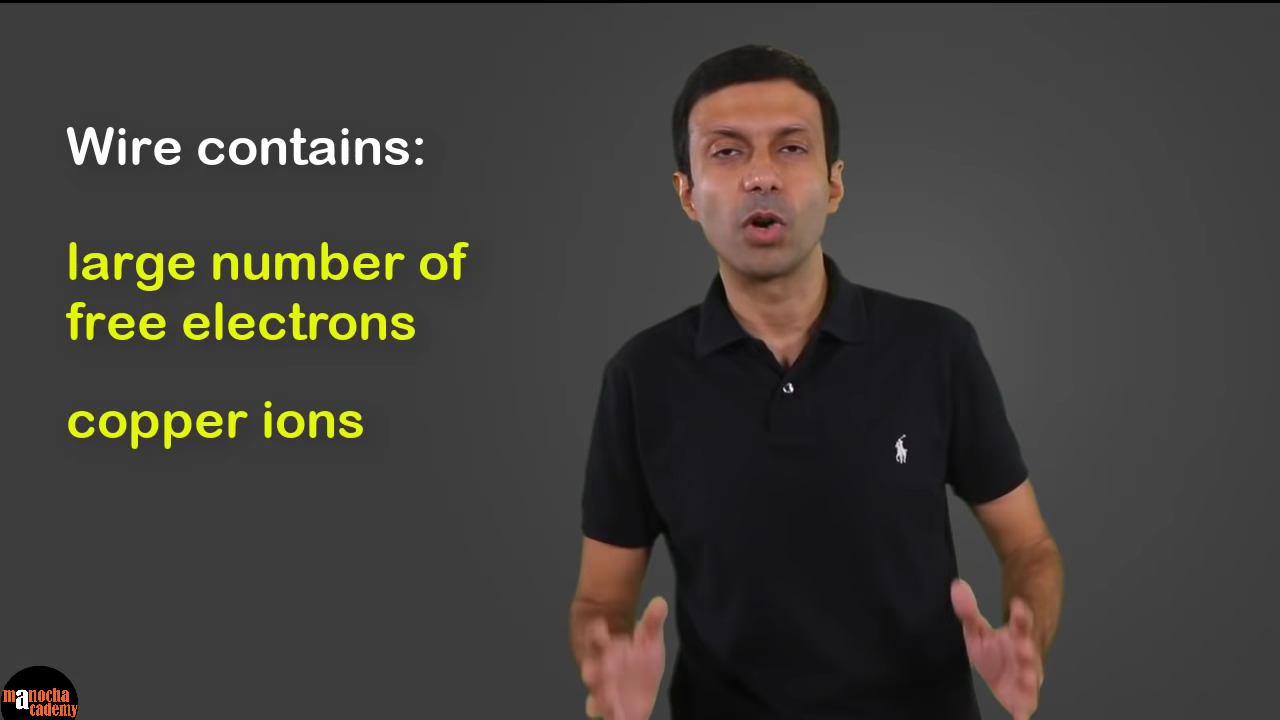 Wire contains:
large number of
free electrons
copper ions
manocha
academy